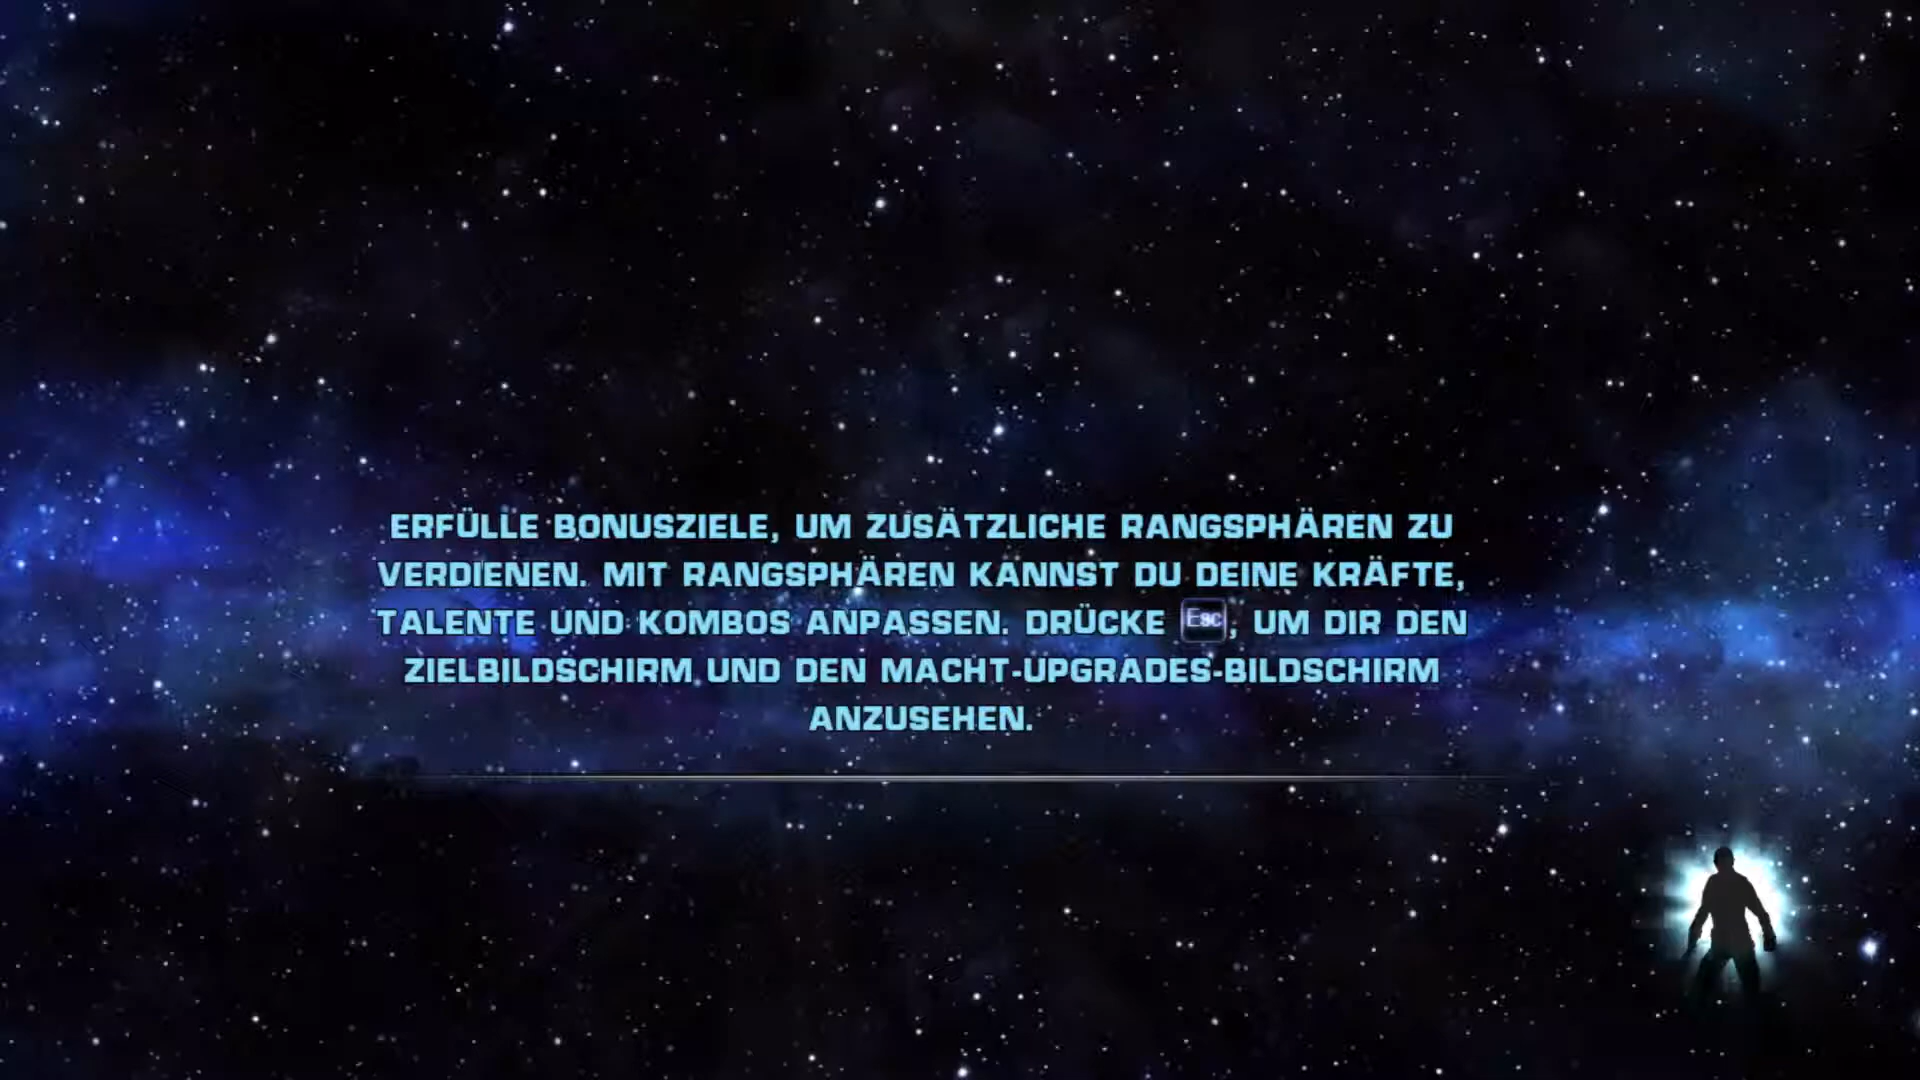 ERFÜLLE BONUSZIELE, UM ZUSÄTZLICHE RANGSPHÄREN ZU
VERDIENEN. MIT RANGSPHÄREN KANNST DU DEINE KRÄFTE,
TALENTE UND KOMBOS ANPASSEN. DRÜCKE Esc, UM DIR DEN
ZIELBILDSCHIRM UND DEN MACHT-UPGRADES-BILDSCHIRM
ANZUSEHEN.